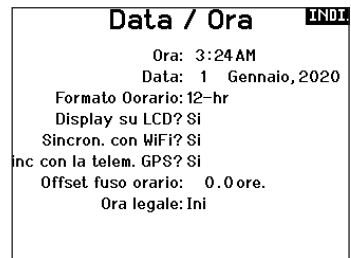 Data / Ora
INDI.
Ora: 3:24 AM
Data: 1 Gennaio, 2020
Formato Oorario: 12-hr
Display su LCD? Si
Sincron. con WiFi? Si
inc con la telem. GPS? Si
Offset fuso orario: 0.0 ore.
Ora legale: Ini